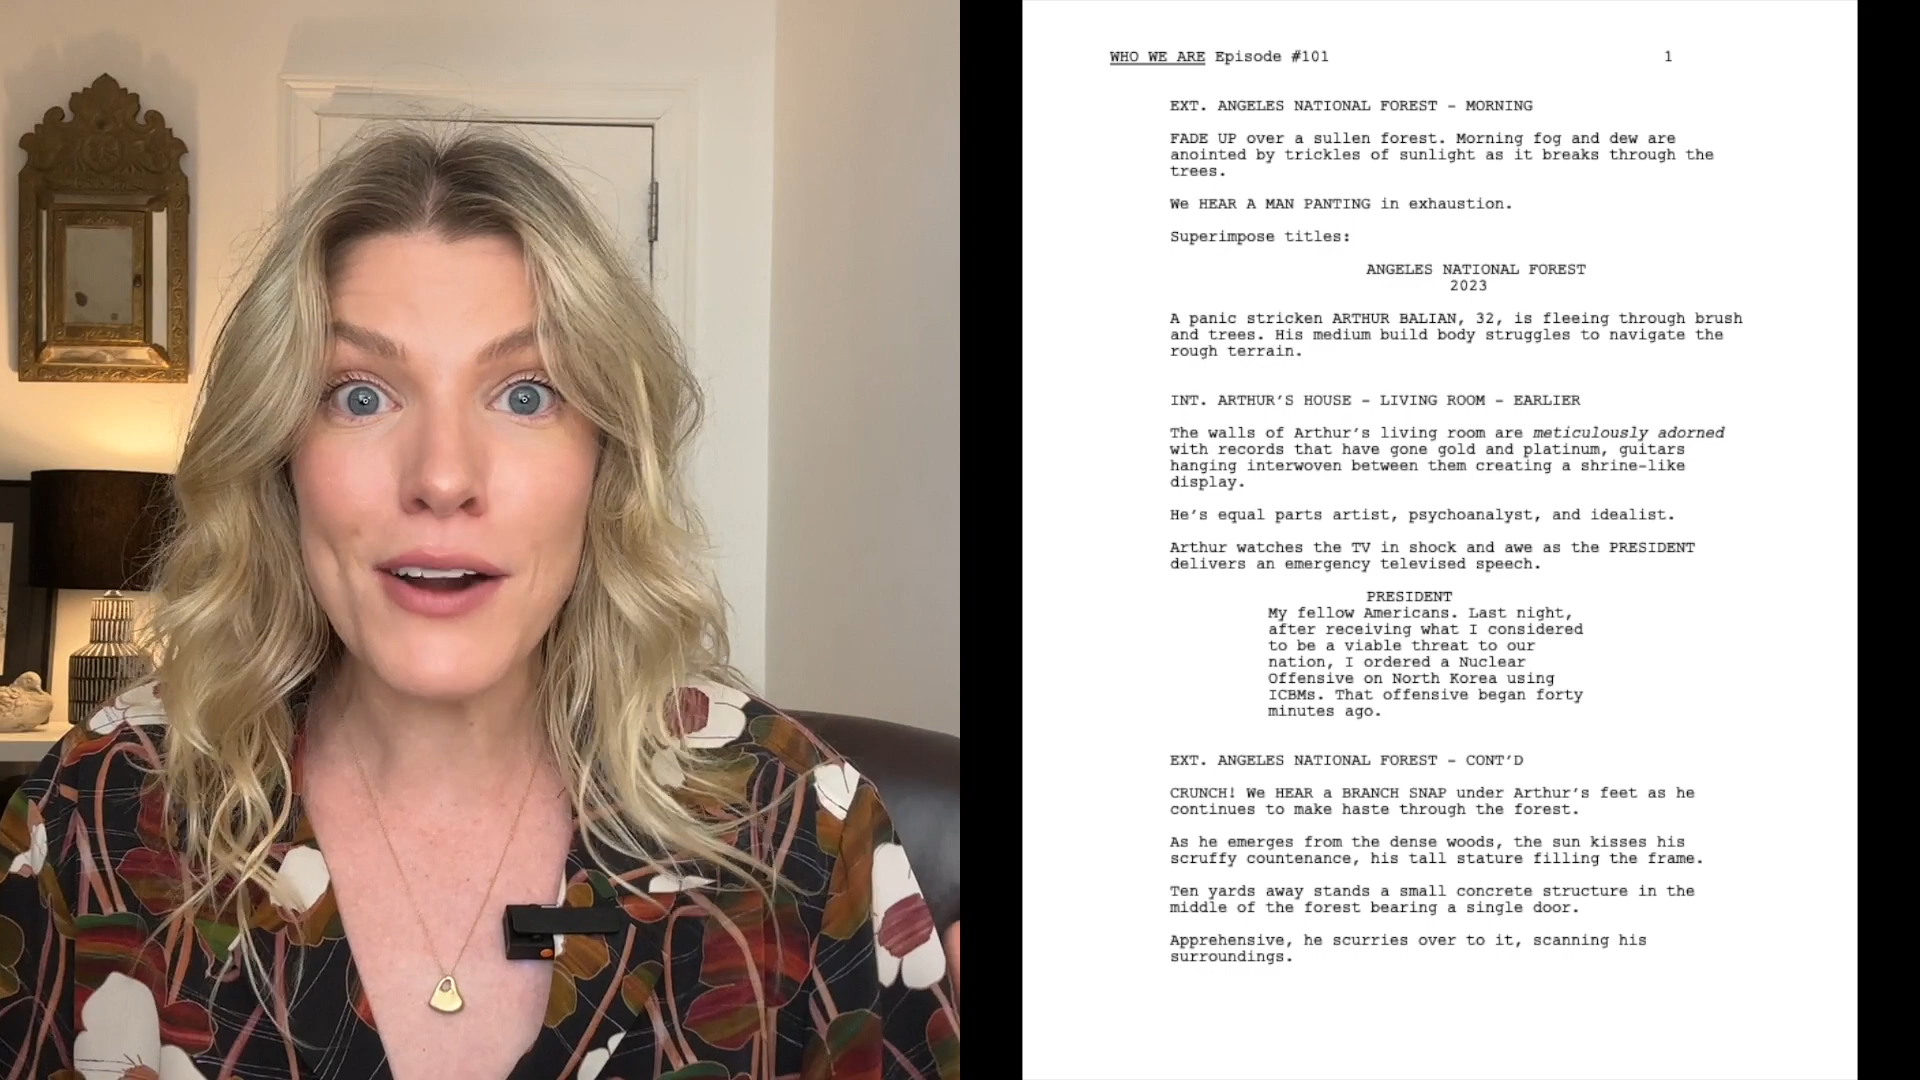 WHO WE ARE Episode #101 1
EXT. ANGELES NATIONAL FOREST - MORNING
FADE UP over a sullen forest. Morning fog and dew are
anointed by trickles of sunlight as it breaks through the
trees.
We HEAR A MAN PANTING in exhaustion.
Superimpose titles:
ANGELES NATIONAL FOREST
2023
A panic stricken ARTHUR BALIAN, 32, is fleeing through brush
and trees. His medium build body struggles to navigate the
rough terrain.
INT. ARTHUR'S HOUSE - LIVING ROOM - EARLIER
The walls of Arthur's living room are meticulously adorned
with records that have gone gold and platinum, guitars
hanging interwoven between them creating a shrine-like
display.
He's equal parts artist, psychoanalyst, and idealist.
Arthur watches the TV in shock and awe as the PRESIDENT
delivers an emergency televised speech.
PRESIDENT
My fellow Americans. Last night,
after receiving what I considered
to be a viable threat to our
nation, I ordered a Nuclear
Offensive on North Korea using
ICBMs. That offensive began forty
minutes ago.
EXT. ANGELES NATIONAL FOREST - CONT'D
CRUNCH! We HEAR a BRANCH SNAP under Arthur's feet as he
continues to make haste through the forest.
As he emerges from the dense woods, the sun kisses his
scruffy countenance, his tall stature filling the frame.
Ten yards away stands a small concrete structure in the
middle of the forest bearing a single door.
Apprehensive, he scurries over to it, scanning his
surroundings.